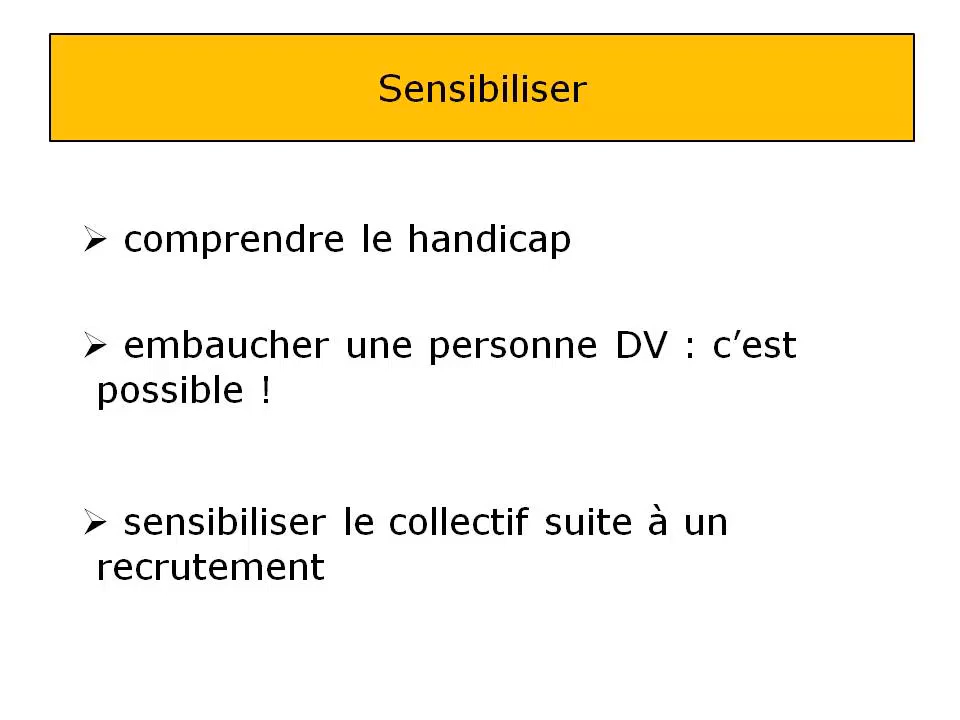 Sensibiliser
➢ comprendre le handicap
➢ embaucher une personne DV : c’est
possible !
➢ sensibiliser le collectif suite à un
recrutement